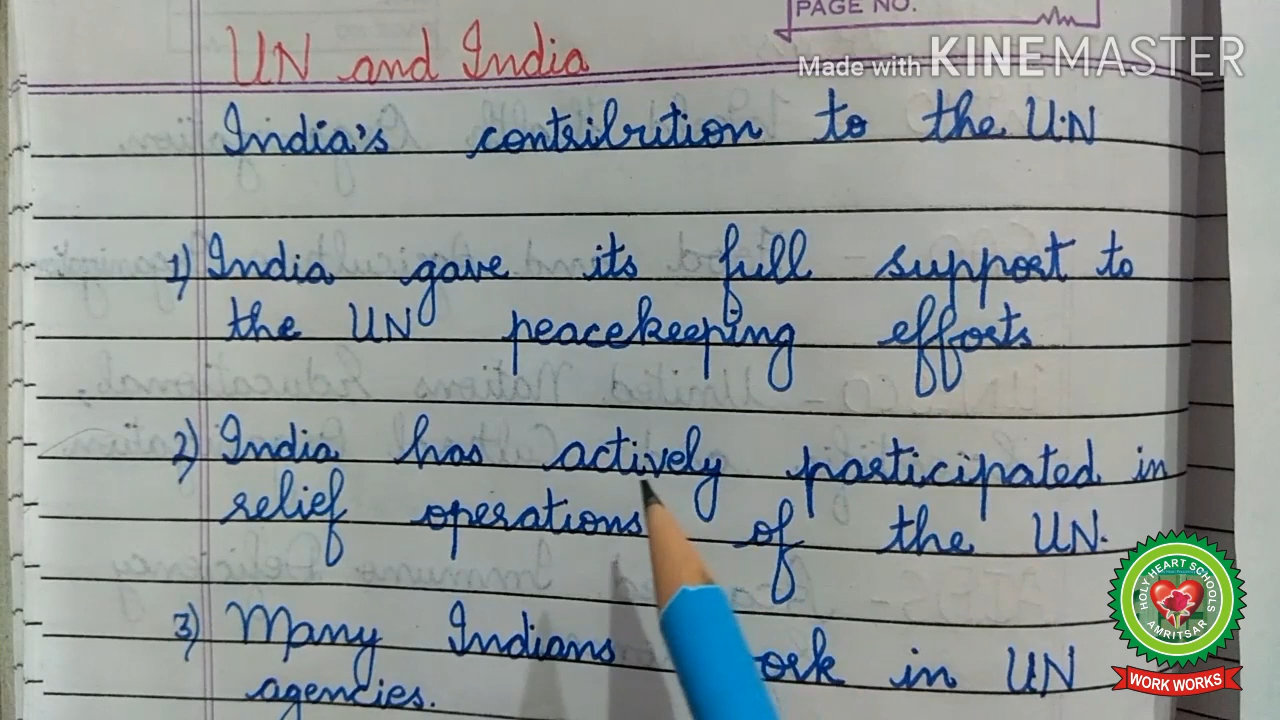 PAGE NO.
Made with KINEMASTER
UN and India
India's contribution to the U.N
1) India gave its full support to
the UN peacekeeping efforts
2) India has actively participated in
relief operations of the UN.
3) Many Indians ork in UN
agencies.
HOLY HEART SCHOOLS
AMRITSAR
WORK WORKS